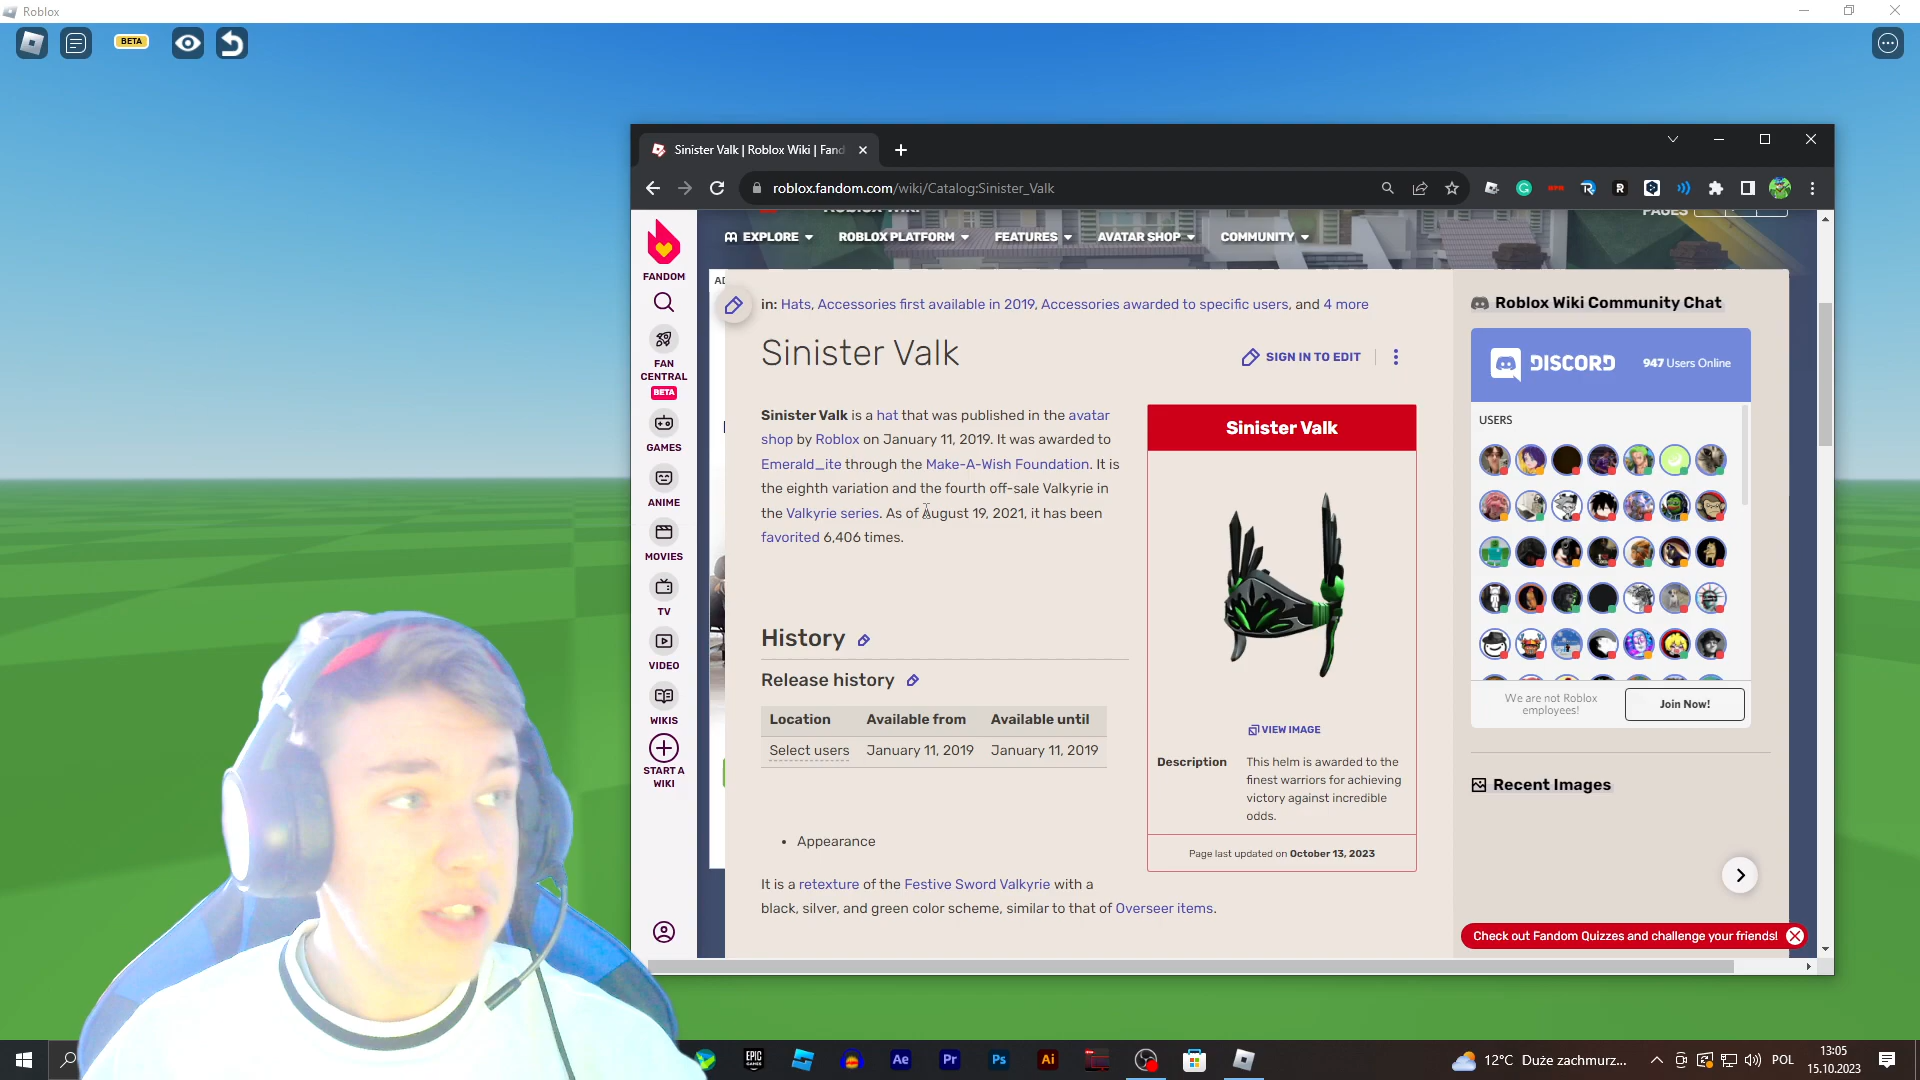 Roblox
BETA
Sinister Valk | Roblox Wiki | Fand
roblox.fandom.com/wiki/Catalog:Sinister_Valk
EXPLORE
ROBLOX PLATFORM
FEATURES
AVATAR SHOP
COMMUNITY
PAGES
FANDOM
FAN
CENTRAL
BETA
GAMES
ANIME
MOVIES
TV
VIDEO
WIKIS
START A
WIKI
in: Hats, Accessories first available in 2019, Accessories awarded to specific users, and 4 more
Sinister Valk
SIGN IN TO EDIT
Sinister Valk is a hat that was published in the avatar
shop by Roblox on January 11, 2019. It was awarded to
Emerald_ite through the Make-A-Wish Foundation. It is
the eighth variation and the fourth off-sale Valkyrie in
the Valkyrie series. As of August 19, 2021, it has been
favorited 6,406 times.
History
Release history
Location Available from Available until
Select users January 11, 2019 January 11, 2019
Appearance
It is a retexture of the Festive Sword Valkyrie with a
black, silver, and green color scheme, similar to that of Overseer items.
Sinister Valk
VIEW IMAGE
Description This helm is awarded to the
finest warriors for achieving
victory against incredible
odds.
Page last updated on October 13, 2023
Roblox Wiki Community Chat
DISCORD
947 Users Online
USERS
We are not Roblox
employees!
Join Now!
Recent Images
Check out Fandom Quizzes and challenge your friends!
EPIC
GAMES
Ae
Pr
Ps
Ai
12°C Duże zachmurz...
POL
13:05
15.10.2023